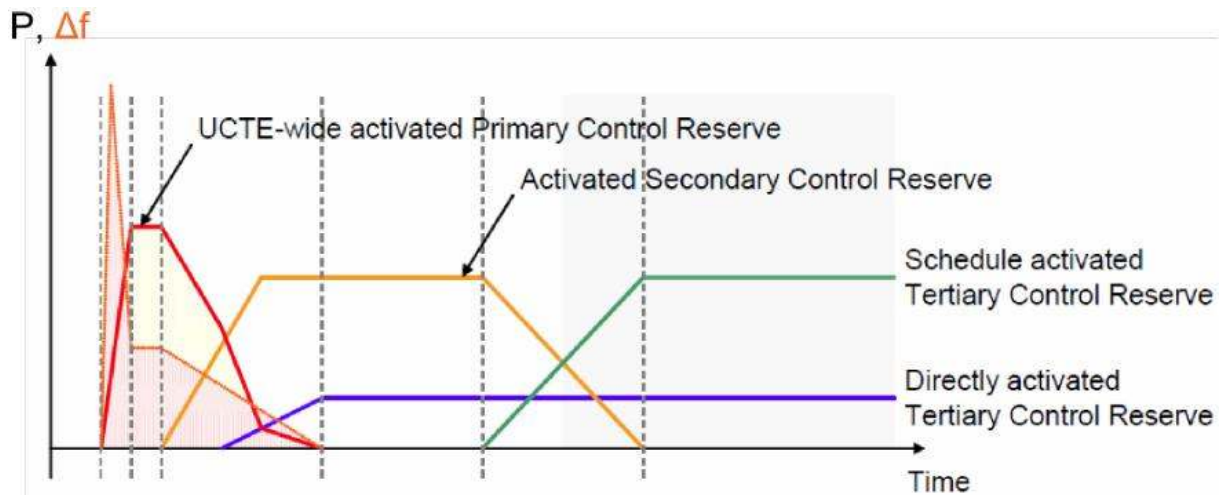 P, Δf
UCTE-wide activated Primary Control Reserve
Activated Secondary Control Reserve
Schedule activated
Tertiary Control Reserve
Directly activated
Tertiary Control Reserve
Time